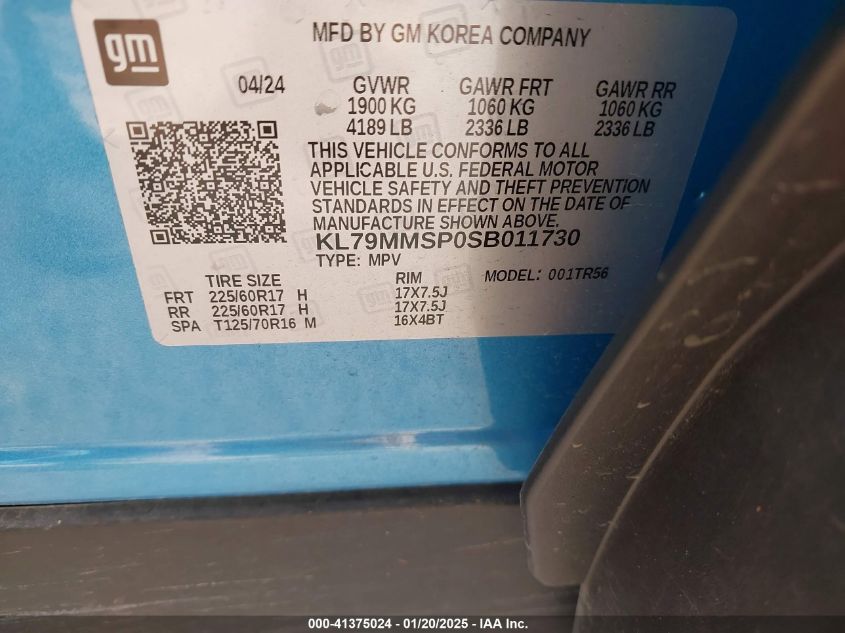 gm
MFD BY GM KOREA COMPANY
04/24 GVWR GAWR FRT GAWR RR
1900 KG 1060 KG 1060 KG
4189 LB 2336 LB 2336 LB
THIS VEHICLE CONFORMS TO ALL
APPLICABLE U.S. FEDERAL MOTOR
VEHICLE SAFETY AND THEFT PREVENTION
STANDARDS IN EFFECT ON THE DATE OF
MANUFACTURE SHOWN ABOVE.
KL79MMSP0SB011730
TYPE: MPV MODEL: 001TR56
TIRE SIZE RIM
FRT 225/60R17 H 17X7.5J
RR 225/60R17 H 17X7.5J
SPA T125/70R16 M 16X4BT
000-41375024 — 01/20/2025 — IAA Inc.